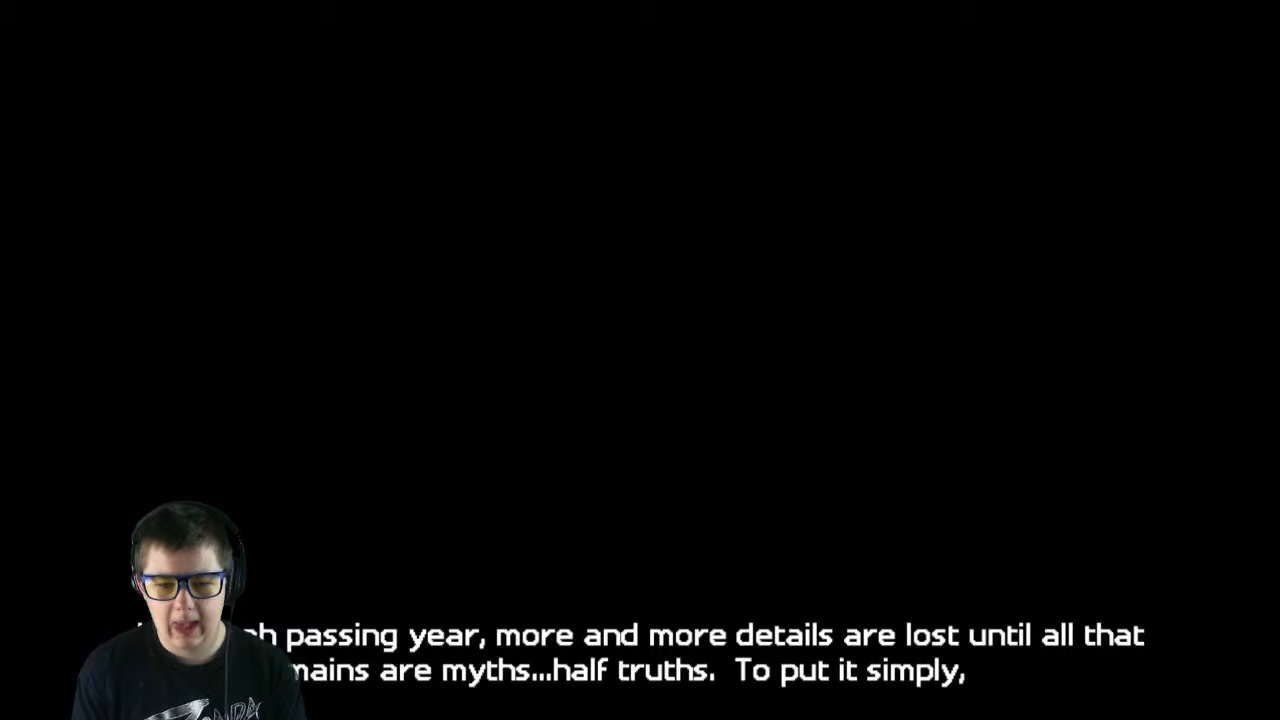 passing year, more and more details are lost until all that
are myths...half truths. To put it simply,